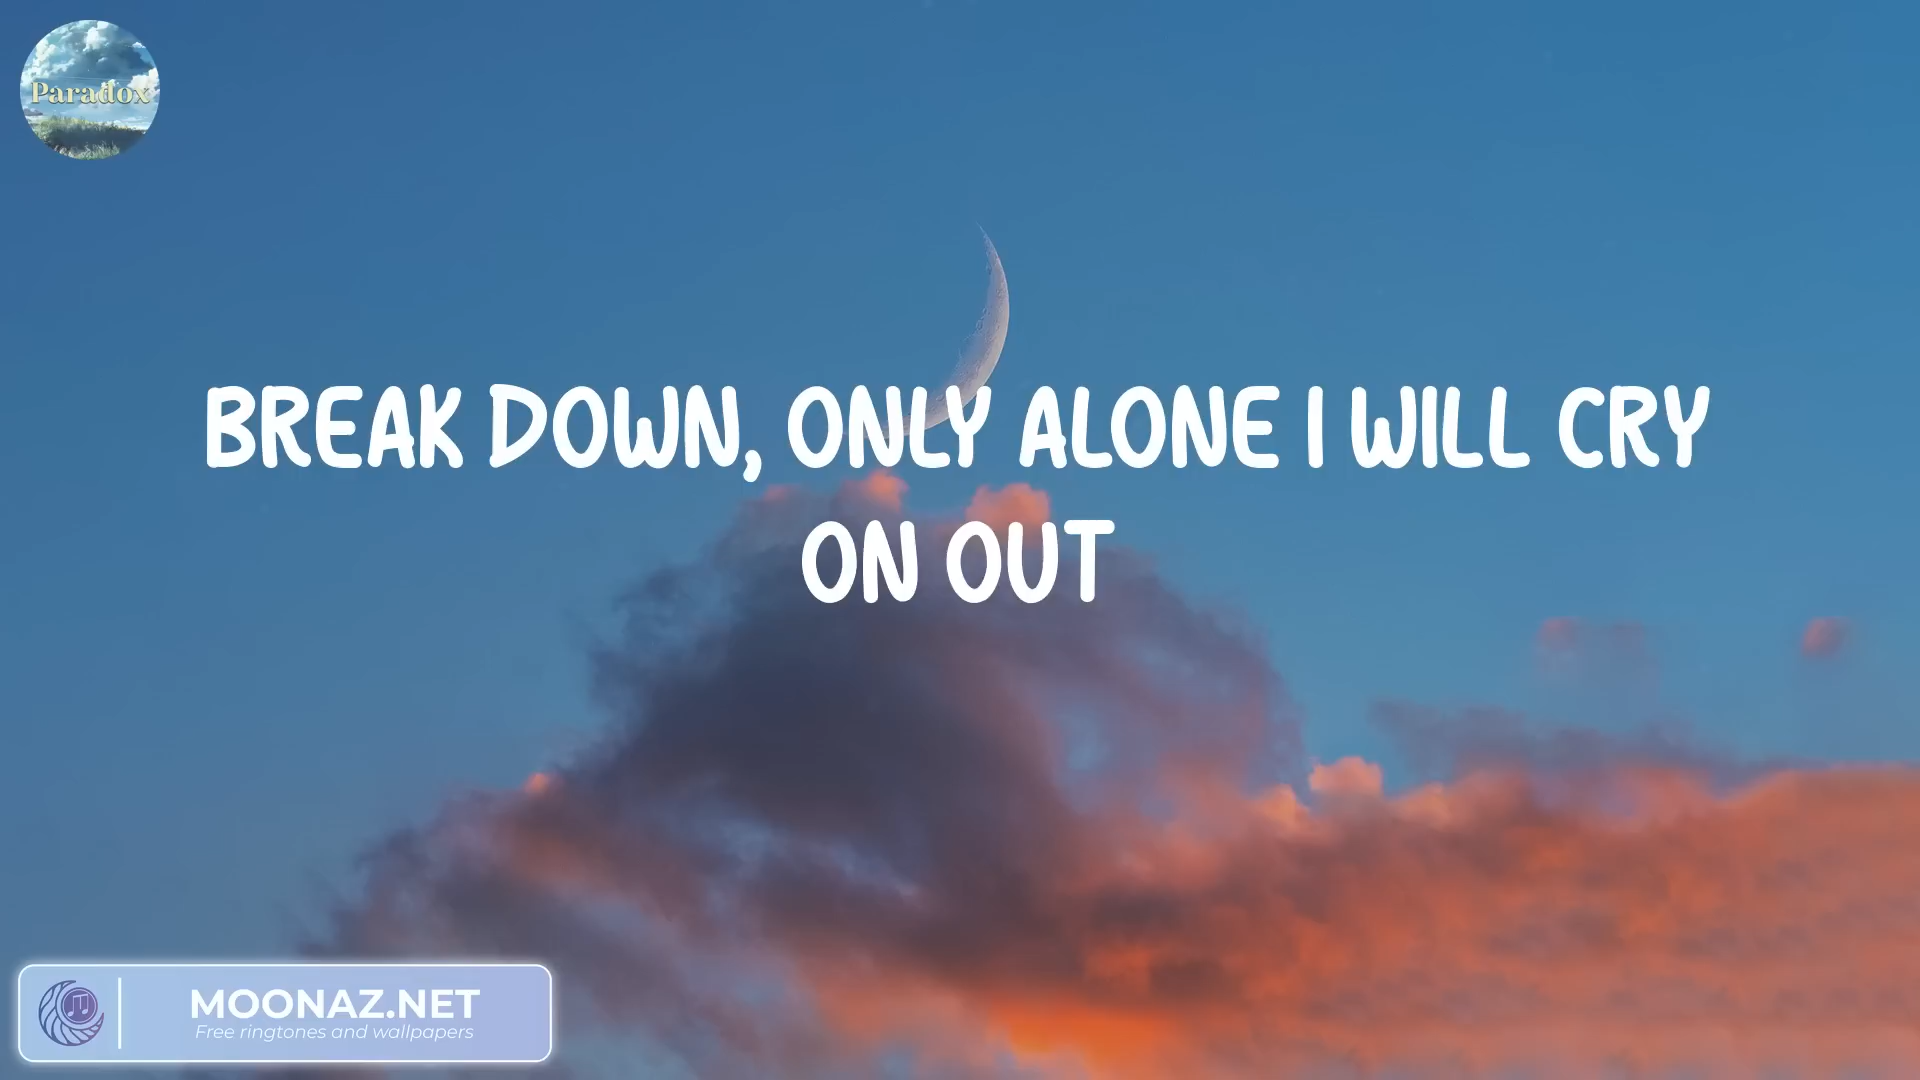 Paradox
BREAK DOWN, ONLY ALONE I WILL CRY
ON OUT
MOONAZ.NET
Free ringtones and wallpapers